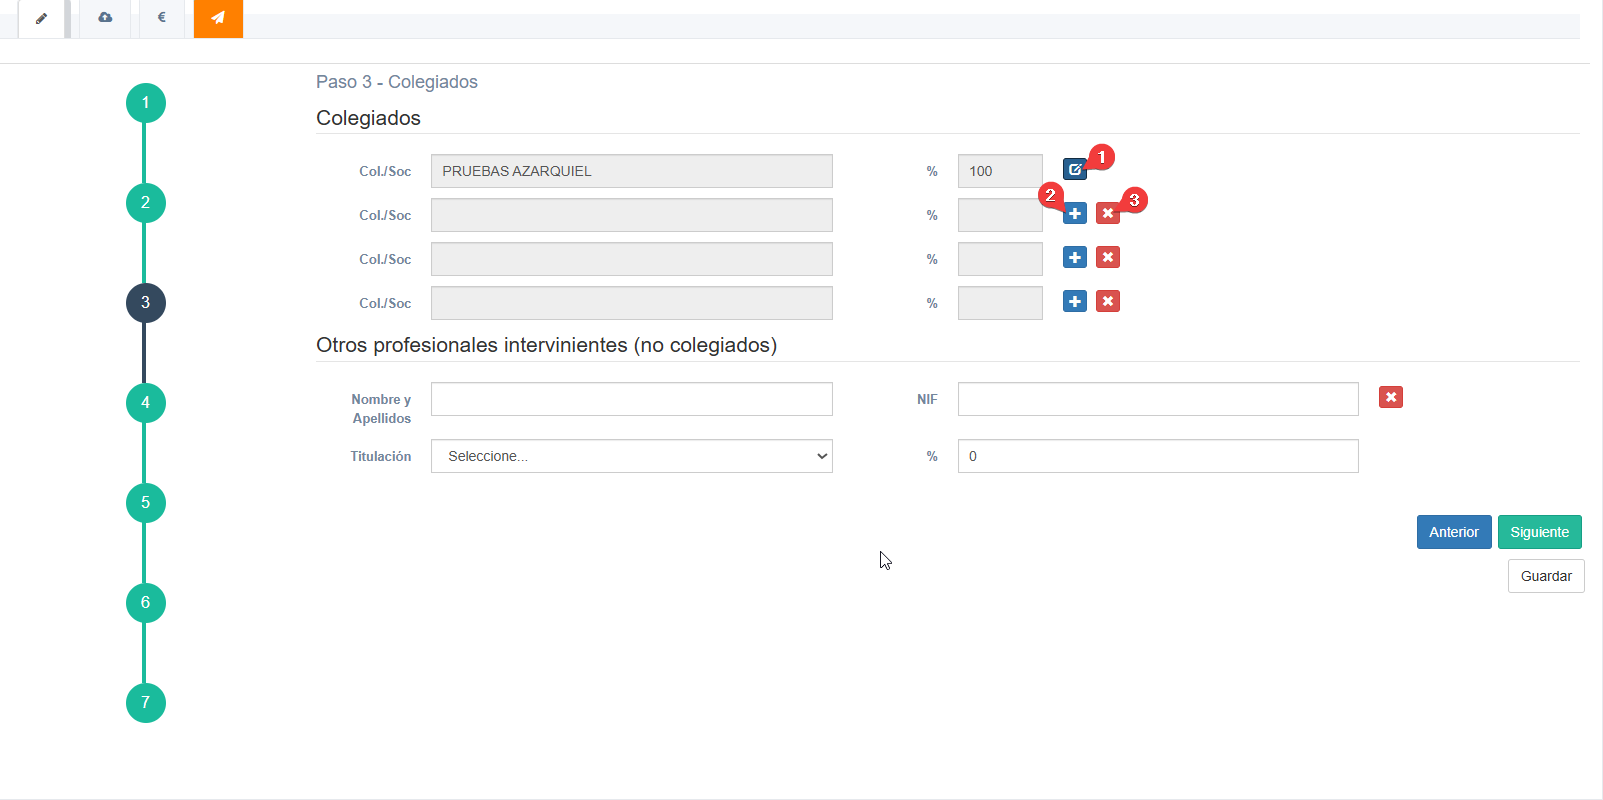 €
Paso 3 - Colegiados
Colegiados
Col./Soc PRUEBAS AZARQUIEL % 100 1
Col./Soc % 2 3
Col./Soc %
Col./Soc %
Otros profesionales intervinientes (no colegiados)
Nombre y Apellidos NIF
Titulación Seleccione... % 0
Anterior Siguiente
Guardar
1
2
3
4
5
6
7